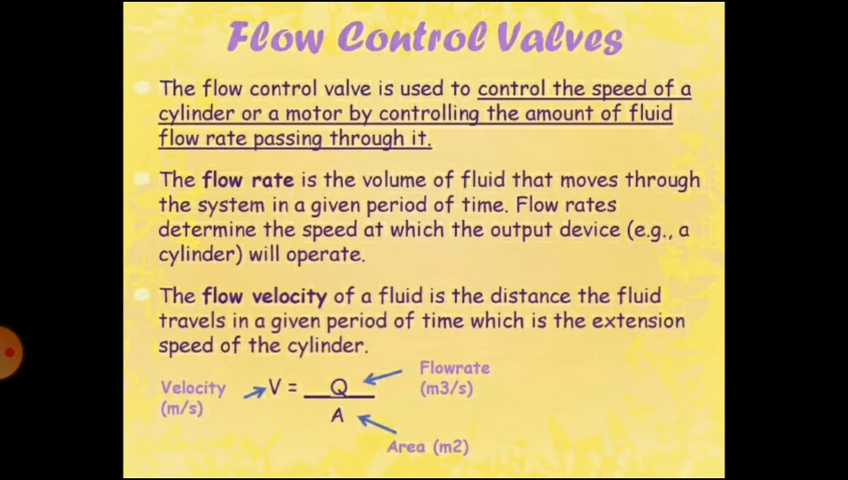 Flow Control Valves
The flow control valve is used to control the speed of a
cylinder or a motor by controlling the amount of fluid
flow rate passing through it.
The flow rate is the volume of fluid that moves through
the system in a given period of time. Flow rates
determine the speed at which the output device (e.g., a
cylinder) will operate.
The flow velocity of a fluid is the distance the fluid
travels in a given period of time which is the extension
speed of the cylinder.
Velocity
(m/s)
V = Q
A
Flowrate
(m3/s)
Area (m2)